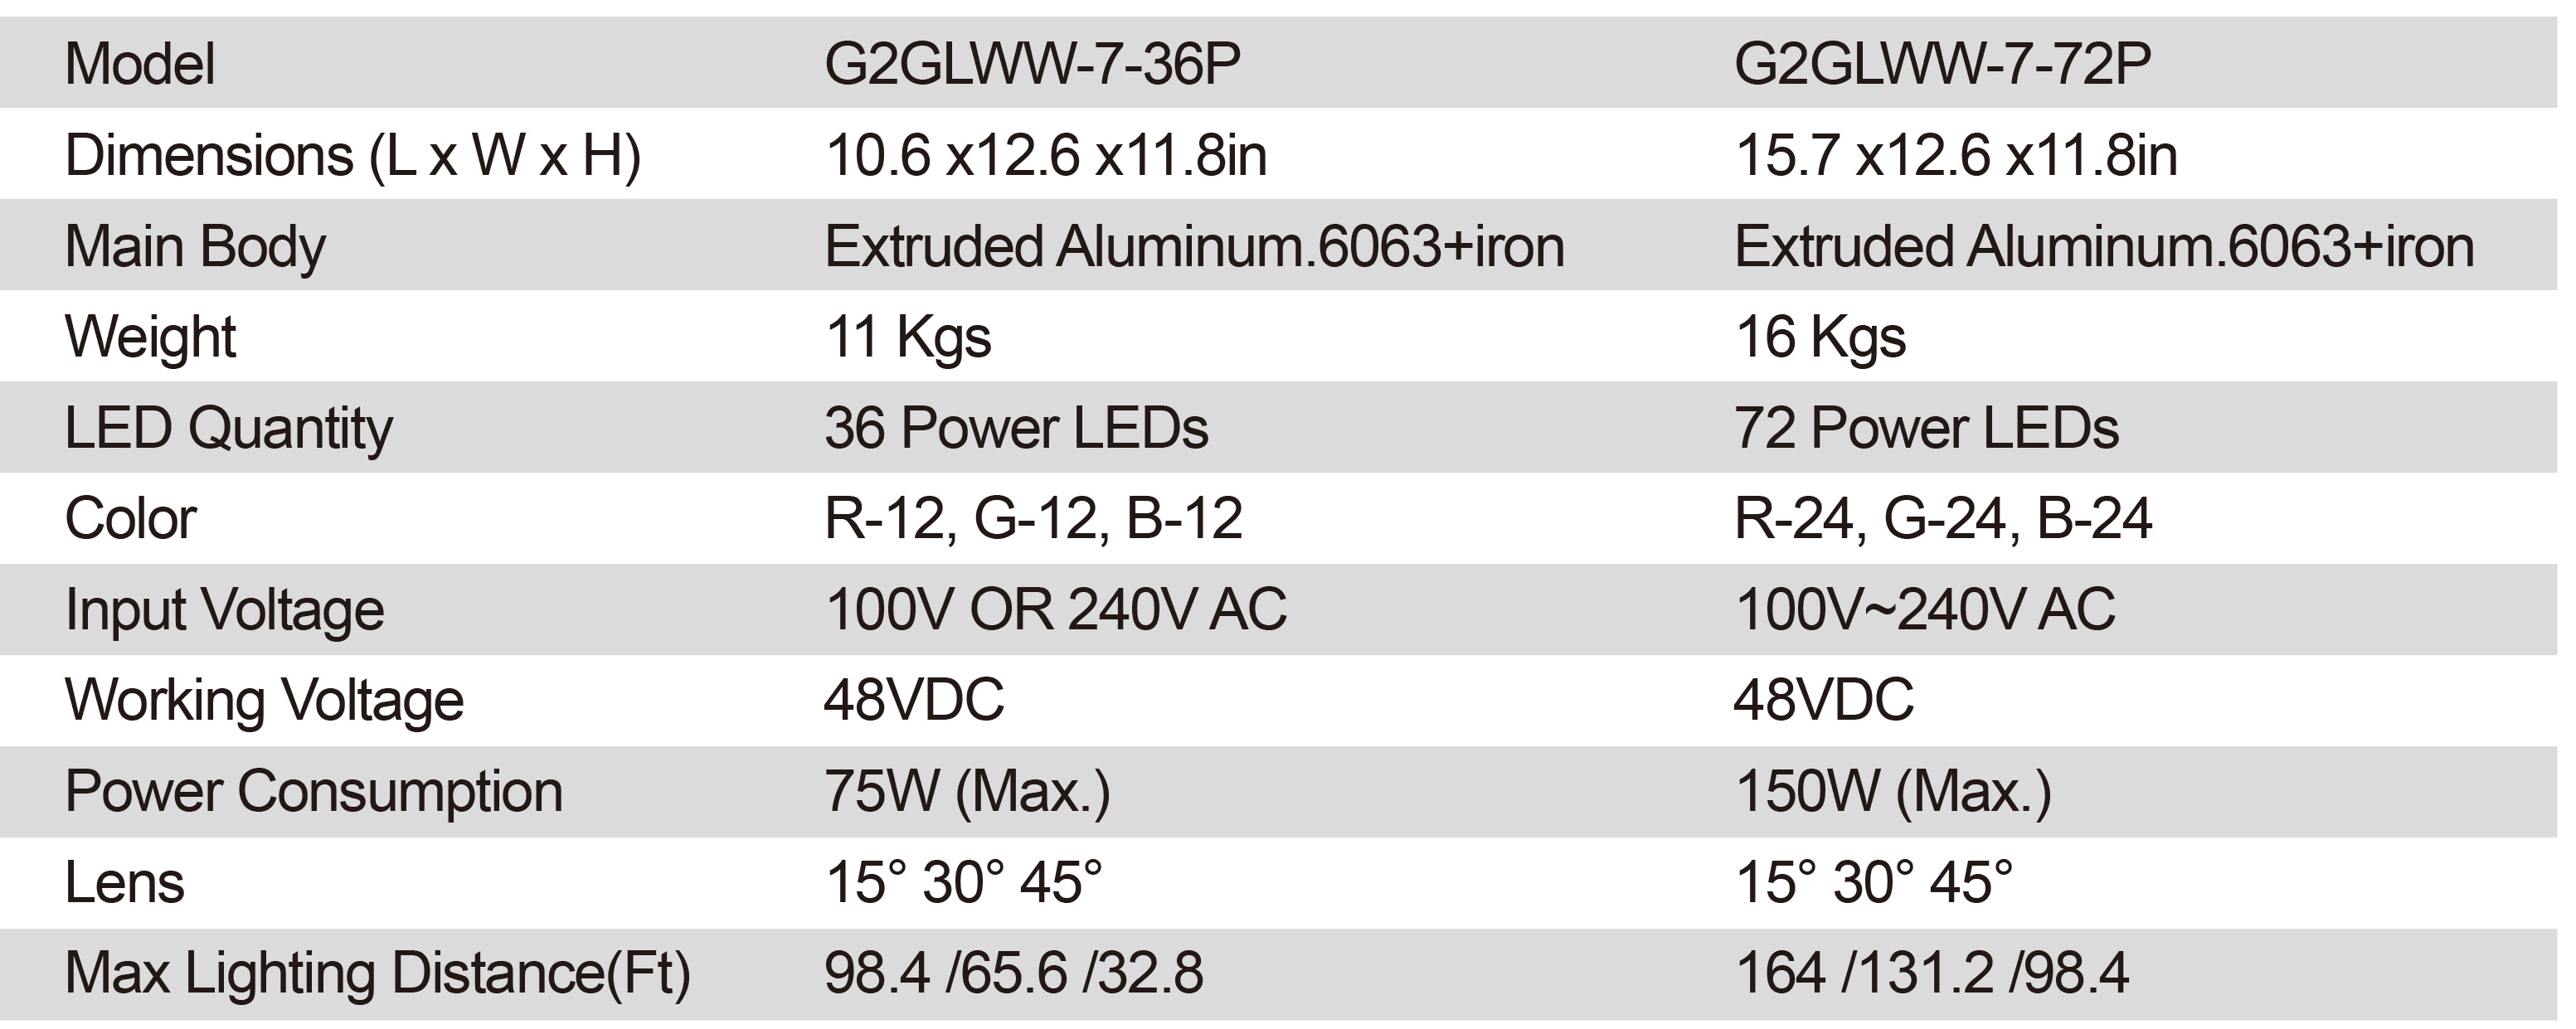 Model G2GLWW-7-36P G2GLWW-7-72P
Dimensions (L x W x H) 10.6 x12.6 x11.8in 15.7 x12.6 x11.8in
Main Body Extruded Aluminum.6063+iron Extruded Aluminum.6063+iron
Weight 11 Kgs 16 Kgs
LED Quantity 36 Power LEDs 72 Power LEDs
Color R-12, G-12, B-12 R-24, G-24, B-24
Input Voltage 100V OR 240V AC 100V~240V AC
Working Voltage 48VDC 48VDC
Power Consumption 75W (Max.) 150W (Max.)
Lens 15° 30° 45° 15° 30° 45°
Max Lighting Distance(Ft) 98.4 /65.6 /32.8 164 /131.2 /98.4